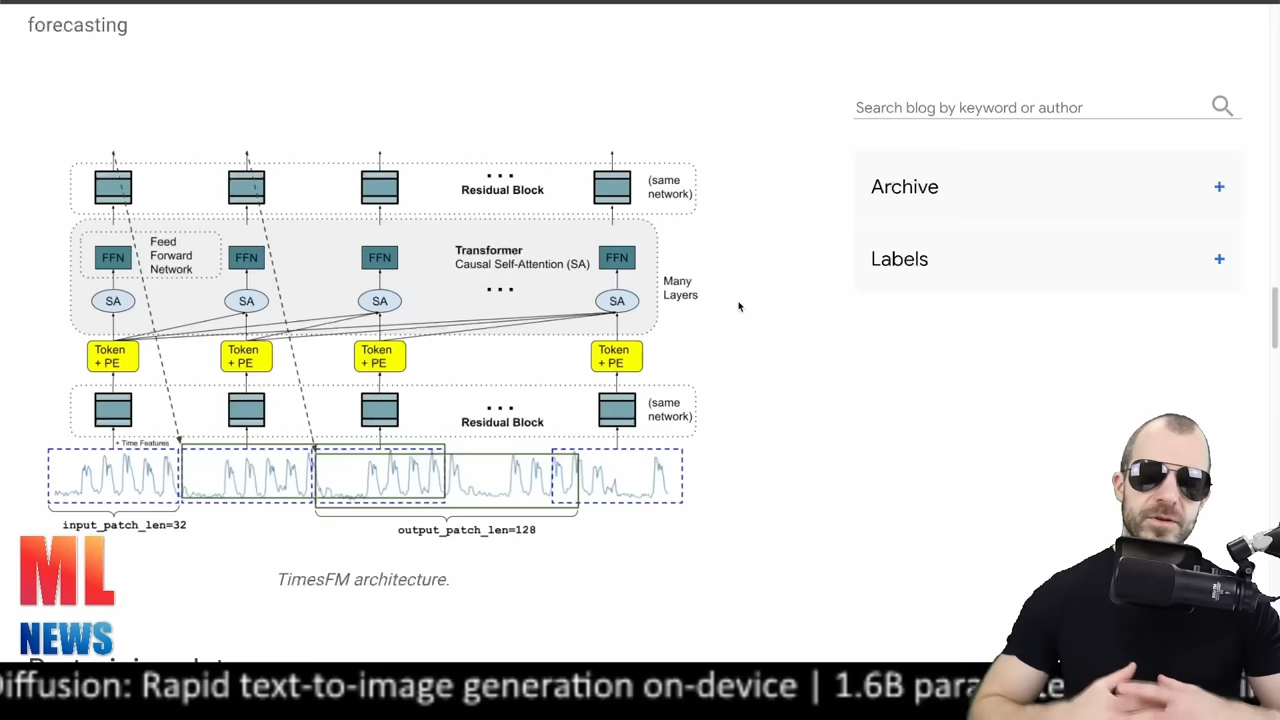 forecasting
Search blog by keyword or author
Archive +
Labels +
. . .
Residual Block
(same
network)
Feed
Forward
Network
FFN FFN FFN FFN
Transformer
Causal Self-Attention (SA)
. . .
SA SA SA SA
Many
Layers
Token
+ PE
Token
+ PE
Token
+ PE
Token
+ PE
. . .
Residual Block
(same
network)
+ Time Features
input_patch_len=32
output_patch_len=128
TimesFM architecture.
ML
NEWS
Diffusion: Rapid text-to-image generation on-device | 1.6B